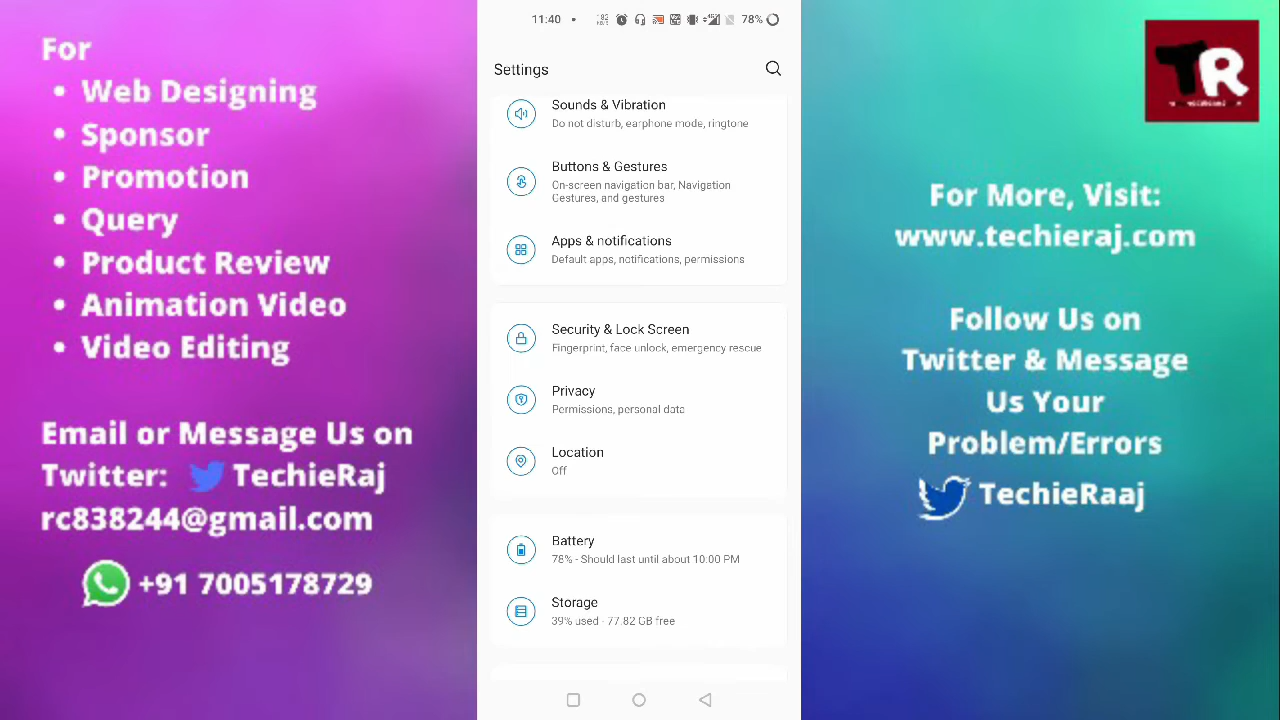 For
• Web Designing
• Sponsor
• Promotion
• Query
• Product Review
• Animation Video
• Video Editing
Email or Message Us on
Twitter: TechieRaj
rc838244@gmail.com
+91 7005178729
11:40
78%
Settings
Sounds & Vibration
Do not disturb, earphone mode, ringtone
Buttons & Gestures
On-screen navigation bar, Navigation
Gestures, and gestures
Apps & notifications
Default apps, notifications, permissions
Security & Lock Screen
Fingerprint, face unlock, emergency rescue
Privacy
Permissions, personal data
Location
Off
Battery
78% - Should last until about 10:00 PM
Storage
39% used - 77.82 GB free
TR
For More, Visit:
www.techieraj.com
Follow Us on
Twitter & Message
Us Your
Problem/Errors
TechieRaaj